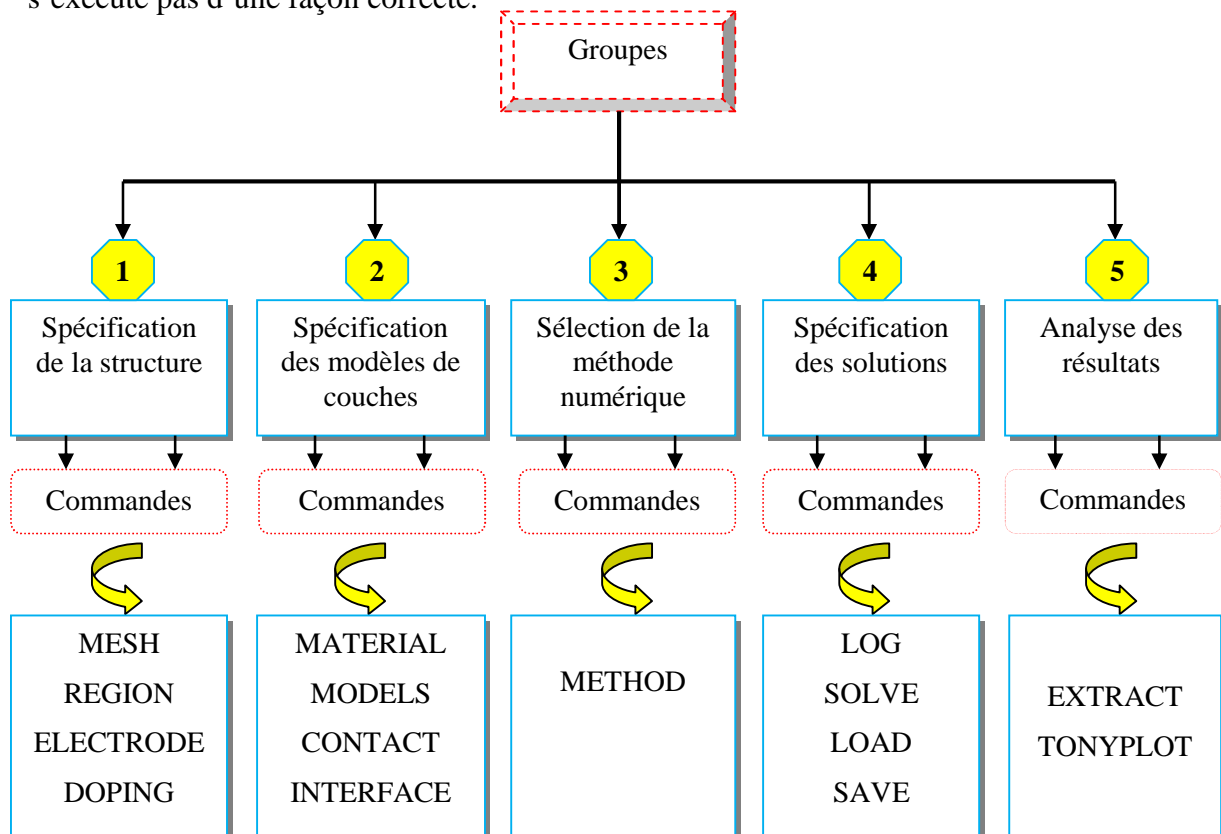 s'exécute pas d'une façon correcte.
Groupes
1
Spécification
de la structure
Commandes
MESH
REGION
ELECTRODE
DOPING
2
Spécification
des modèles de
couches
Commandes
MATERIAL
MODELS
CONTACT
INTERFACE
3
Sélection de la
méthode
numérique
Commandes
METHOD
4
Spécification
des solutions
Commandes
LOG
SOLVE
LOAD
SAVE
5
Analyse des
résultats
Commandes
EXTRACT
TONYPLOT